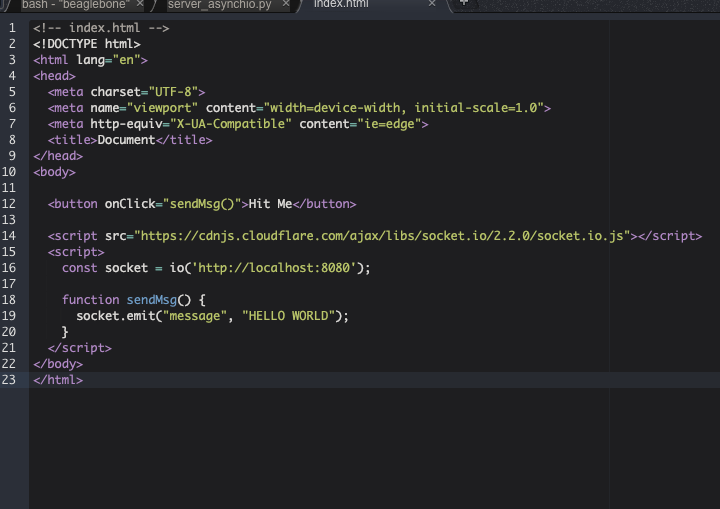 bash - "beaglebone" × server_asynchio.py × index.html × +
1 <!-- index.html -->
2 <!DOCTYPE html>
3 <html lang="en">
4 <head>
5 <meta charset="UTF-8">
6 <meta name="viewport" content="width=device-width, initial-scale=1.0">
7 <meta http-equiv="X-UA-Compatible" content="ie=edge">
8 <title>Document</title>
9 </head>
10 <body>
11
12 <button onClick="sendMsg()">Hit Me</button>
13
14 <script src="https://cdnjs.cloudflare.com/ajax/libs/socket.io/2.2.0/socket.io.js"></script>
15 <script>
16 const socket = io('http://localhost:8080');
17
18 function sendMsg() {
19 socket.emit("message", "HELLO WORLD");
20 }
21 </script>
22 </body>
23 </html>